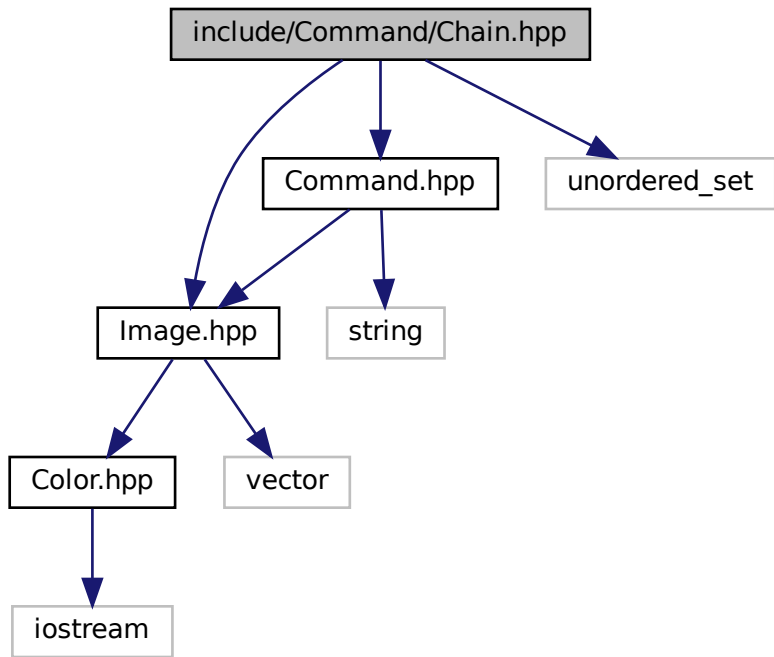 include/Command/Chain.hpp
Command.hpp
unordered_set
Image.hpp
string
Color.hpp
vector
iostream